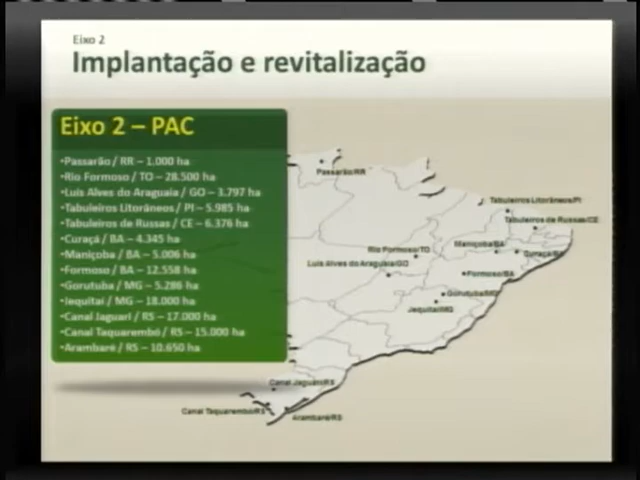 Eixo 2
Implantação e revitalização
Eixo 2 – PAC
•Passarão / RR – 1.000 ha
•Rio Formoso / TO – 28.500 ha
•Luís Alves do Araguaia / GO – 3.797 ha
•Tabuleiros Litorâneos / PI – 5.985 ha
•Tabuleiros de Russas / CE – 6.376 ha
•Curaçá / BA – 4.345 ha
•Maniçoba / BA – 5.006 ha
•Formoso / BA – 12.558 ha
•Gorutuba / MG – 5.286 ha
•Jequitaí / MG – 18.000 ha
•Canal Jaguari / RS – 17.000 ha
•Canal Taquarembó / RS – 15.000 ha
•Arambaré / RS – 10.650 ha
Passarão/RR
Tabuleiros Litorâneos/PI
Tabuleiros de Russas/CE
Rio Formoso/TO
Maniçoba/BA
Curaçá/BA
Luís Alves do Araguaia/GO
Formoso/BA
Gorutuba/MG
Jequitaí/MG
Canal Jaguari/RS
Canal Taquarembó/RS
Arambaré/RS